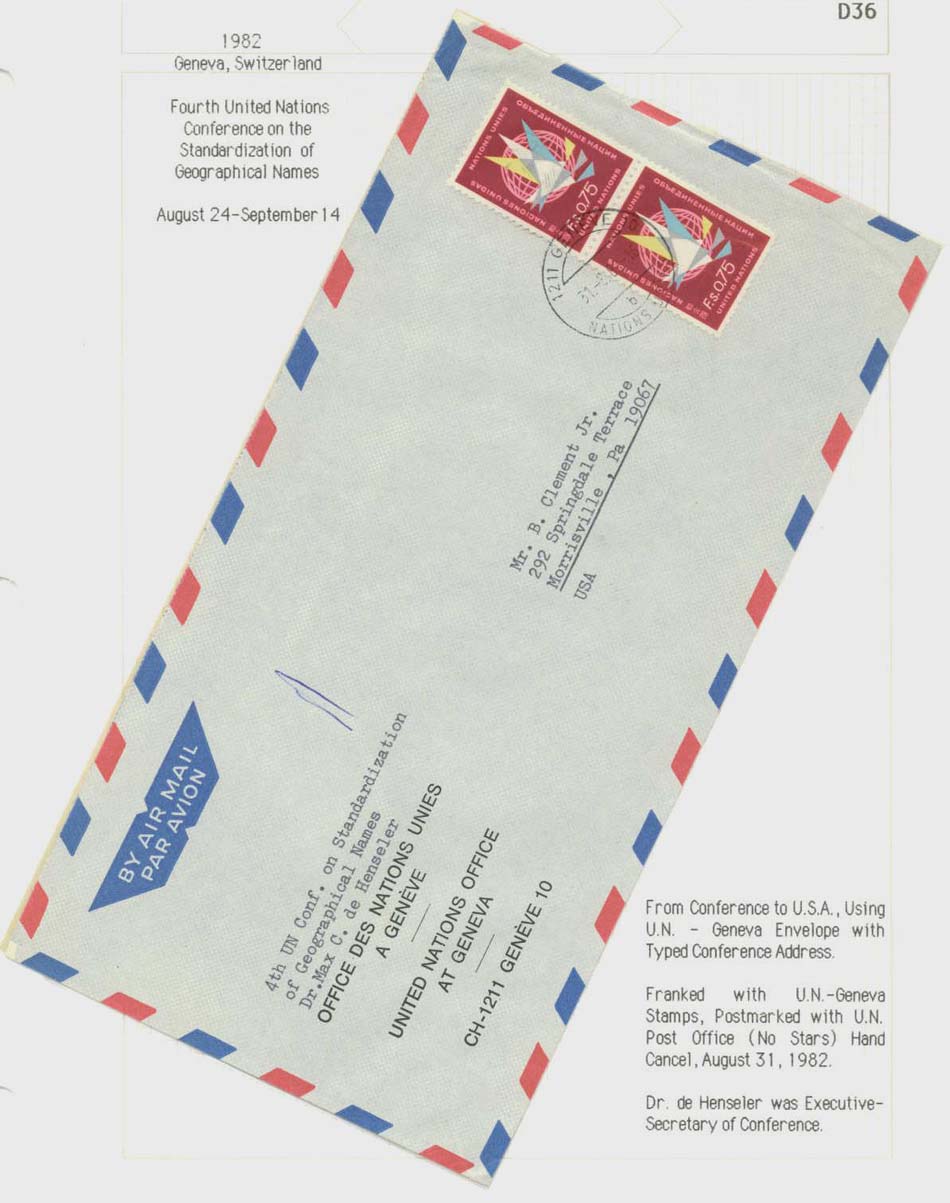 D36
1982
Geneva, Switzerland
Fourth United Nations
Conference on the
Standardization of
Geographical Names
August 24-September 14
NATIONS UNIES
ОБЪЕДИНЕННЫЕ НАЦИИ
UNITED NATIONS
NACIONES UNIDAS
F.s.0,75
NATIONS UNIES
ОБЪЕДИНЕННЫЕ НАЦИИ
UNITED NATIONS
NACIONES UNIDAS
F.s.0,75
1211
NATIONS
Mr. B. Clement Jr.
292 Springdale Terrace
Morrisville , Pa 19067
USA
BY AIR MAIL
PAR AVION
4th UN Conf. on Standardization
of Geographical Names
Dr.Max C. de Henseler
OFFICE DES NATIONS UNIES
A GENÈVE
UNITED NATIONS OFFICE
AT GENEVA
CH-1211 GENÈVE 10
From Conference to U.S.A., Using
U.N. - Geneva Envelope with
Typed Conference Address.
Franked with U.N.-Geneva
Stamps, Postmarked with U.N.
Post Office (No Stars) Hand
Cancel, August 31, 1982.
Dr. de Henseler was Executive-
Secretary of Conference.